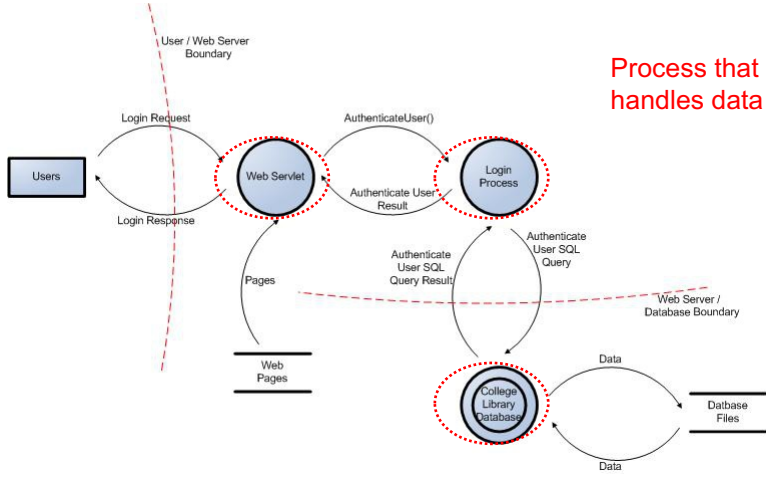 User / Web Server
Boundary
Process that
handles data
Login Request
AuthenticateUser()
Users
Web Servlet
Login
Process
Login Response
Authenticate User
Result
Authenticate
User SQL
Query Result
Authenticate
User SQL
Query
Pages
Web Server /
Database Boundary
Web
Pages
College
Library
Database
Data
Datbase
Files
Data